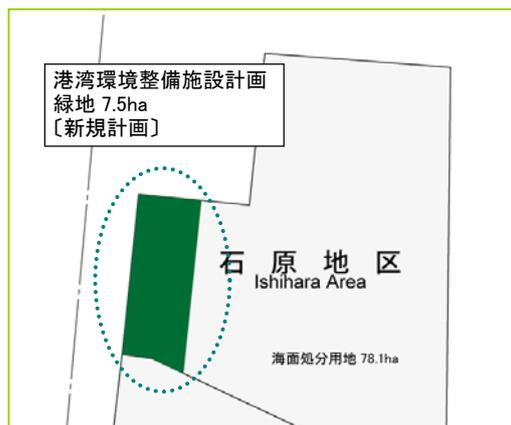 港湾環境整備施設計画
緑地 7.5ha
〔新規計画〕
石原地区
Ishihara Area
海面処分用地 78.1ha